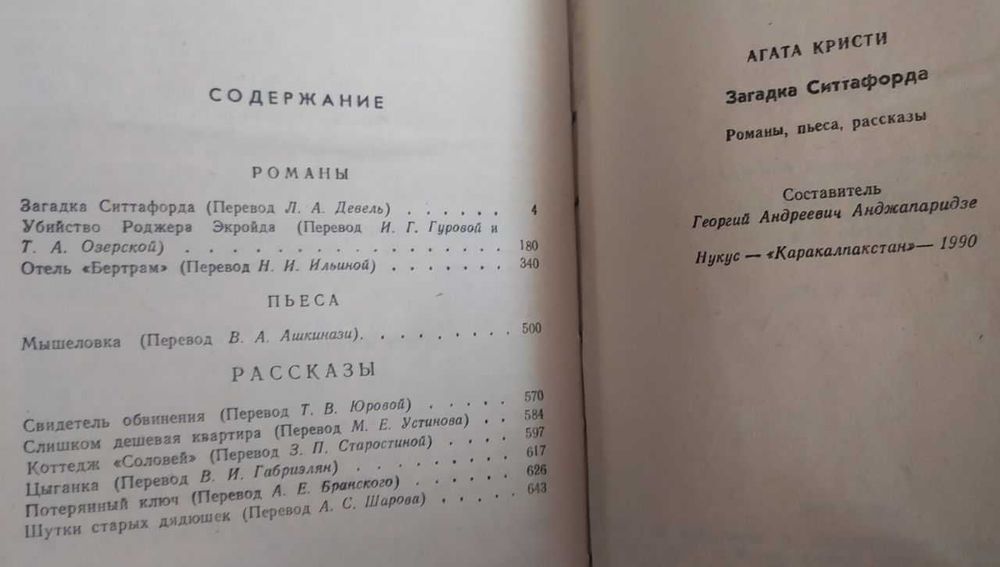 СОДЕРЖАНИЕ
РОМАНЫ
Загадка Ситтафорда (Перевод Л. А. Девель) . . . . . . 4
Убийство Роджера Экройда (Перевод И. Г. Гуровой и
Т. А. Озерской) . . . . . . . . . . . . . . . 180
Отель «Бертрам» (Перевод Н. И. Ильиной) . . . . . . . 340
ПЬЕСА
Мышеловка (Перевод В. А. Ашкинази). . . . . . . . . 500
РАССКАЗЫ
Свидетель обвинения (Перевод Т. В. Юровой) . . . . . 570
Слишком дешевая квартира (Перевод М. Е. Устинова) . . 584
Коттедж «Соловей» (Перевод З. П. Старостиной) . . . . 597
Цыганка (Перевод В. И. Габриэлян) . . . . . . . . 617
Потерянный ключ (Перевод А. Е. Бранского) . . . . . 626
Шутки старых дядюшек (Перевод А. С. Шарова) . . . . 643
АГАТА КРИСТИ
Загадка Ситтафорда
Романы, пьеса, рассказы
Составитель
Георгий Андреевич Анджапаридзе
Нукус — «Каракалпакстан» — 1990